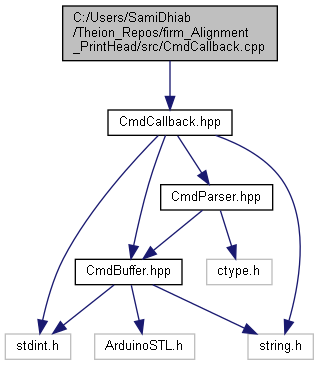 C:/Users/SamiDhiab
/Theion_Repos/firm_Alignment
_PrintHead/src/CmdCallback.cpp
CmdCallback.hpp
CmdParser.hpp
CmdBuffer.hpp
ctype.h
stdint.h
ArduinoSTL.h
string.h